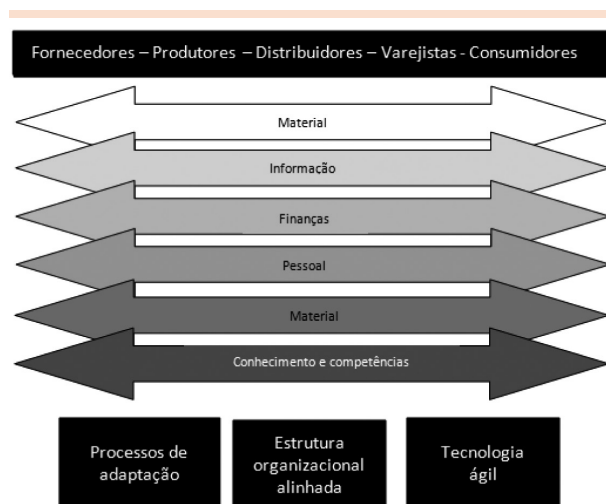 Fornecedores – Produtores – Distribuidores – Varejistas - Consumidores
Material
Informação
Finanças
Pessoal
Material
Conhecimento e competências
Processos de
adaptação
Estrutura
organizacional
alinhada
Tecnologia
ágil